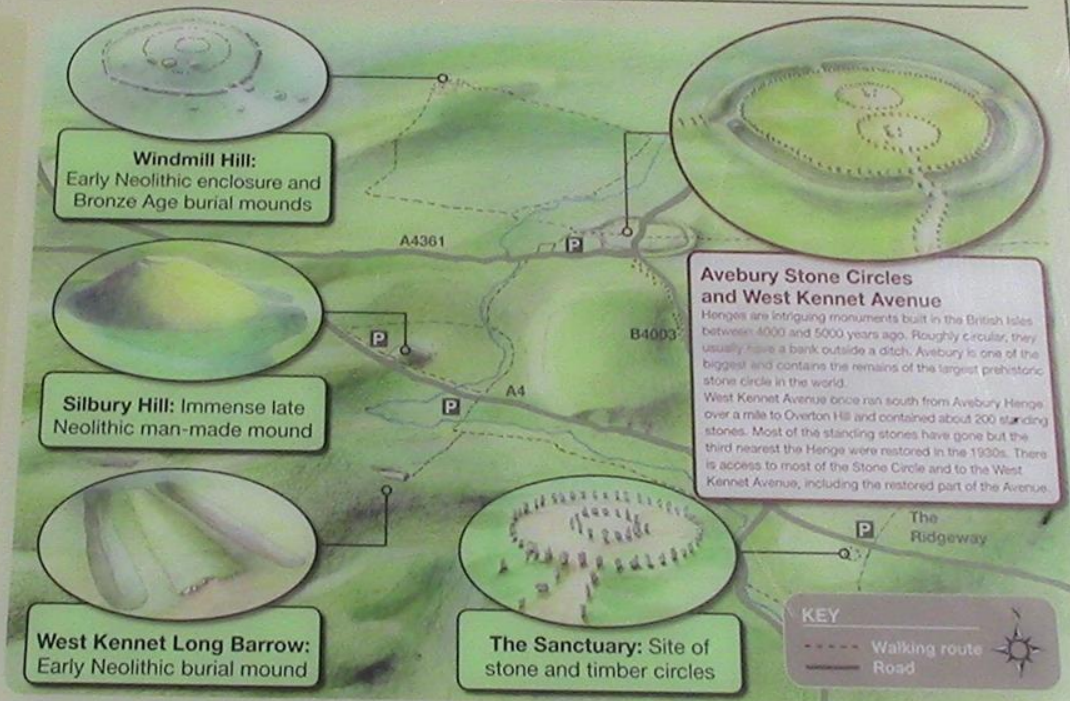 Windmill Hill:
Early Neolithic enclosure and
Bronze Age burial mounds
A4361
P
Avebury Stone Circles
and West Kennet Avenue
Henges are intriguing monuments built in the British Isles
between 4000 and 5000 years ago. Roughly circular, they
usually have a bank outside a ditch. Avebury is one of the
biggest and contains the remains of the largest prehistoric
stone circle in the world.
West Kennet Avenue once ran south from Avebury Henge
over a mile to Overton Hill and contained about 200 standing
stones. Most of the standing stones have gone but the
third nearest the Henge were restored in the 1930s. There
is access to most of the Stone Circle and to the West
Kennet Avenue, including the restored part of the Avenue.
B4003
P
A4
P
Silbury Hill: Immense late
Neolithic man-made mound
West Kennet Long Barrow:
Early Neolithic burial mound
The Sanctuary: Site of
stone and timber circles
P
The
Ridgeway
KEY
Walking route
Road
N